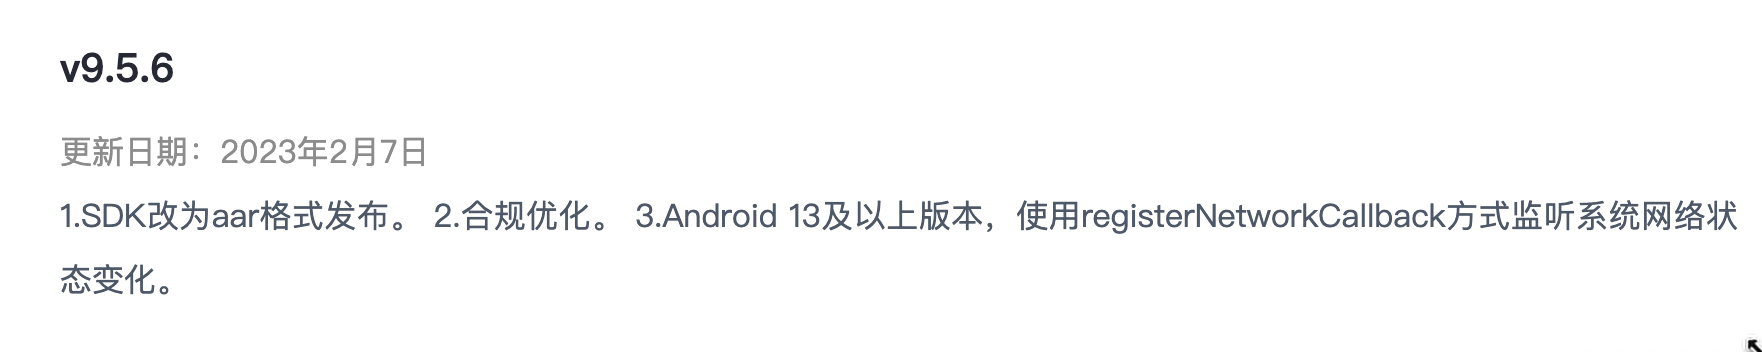 v9.5.6
更新日期：2023年2月7日
1.SDK改为aar格式发布。 2.合规优化。 3.Android 13及以上版本，使用registerNetworkCallback方式监听系统网络状
态变化。